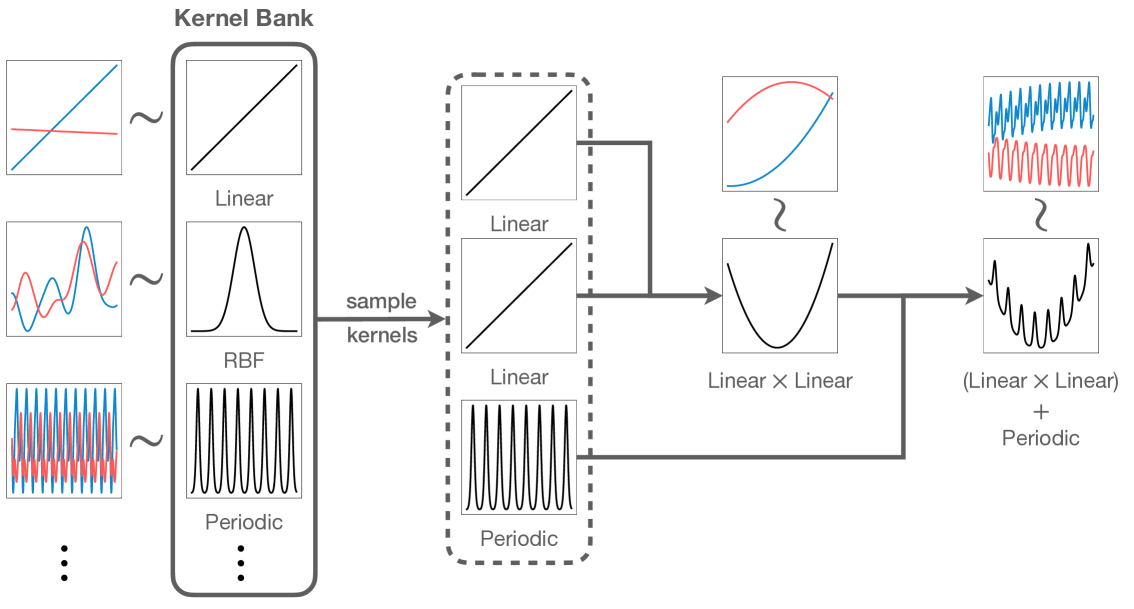 Kernel Bank
Linear
RBF
Periodic
sample
kernels
Linear
Linear
Periodic
Linear × Linear
(Linear × Linear)
+
Periodic